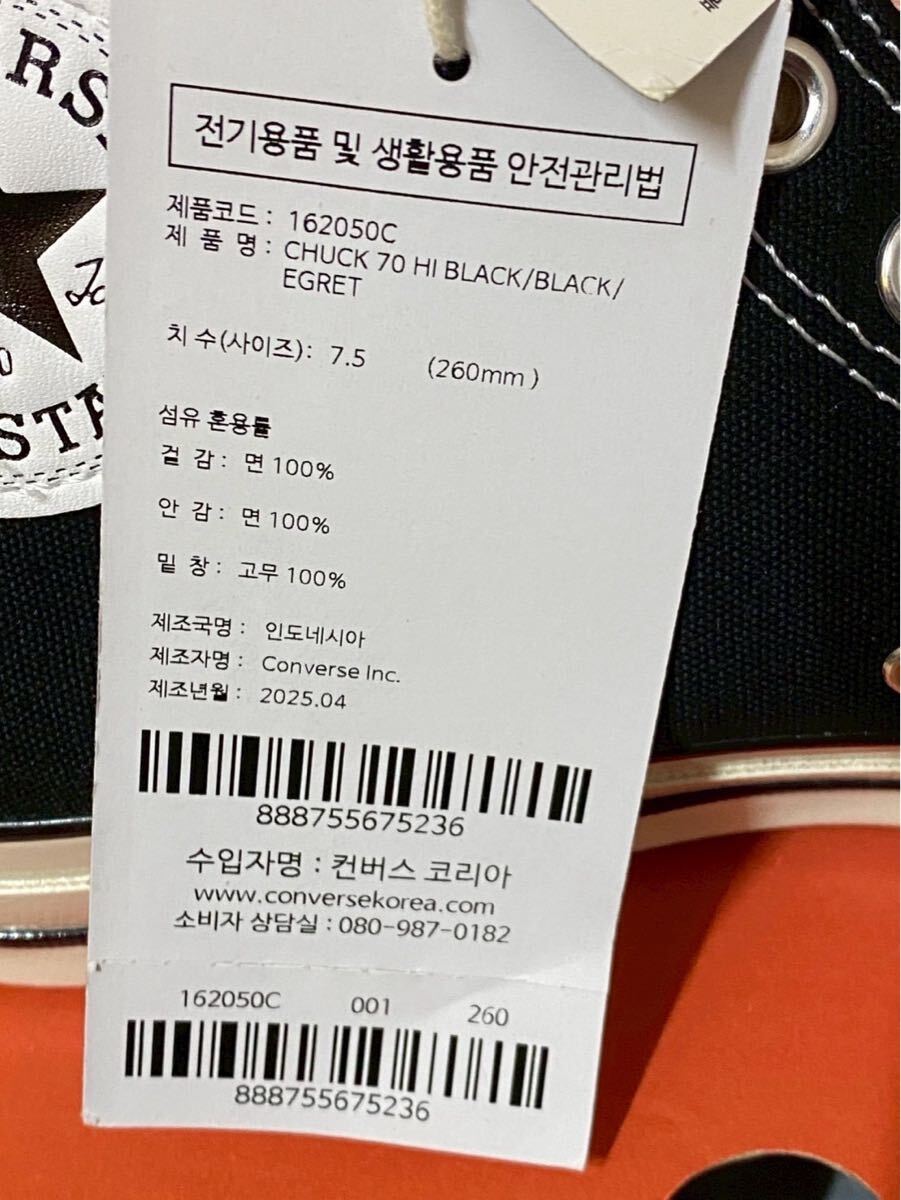 전기용품 및 생활용품 안전관리법
제품코드 : 162050C
제 품 명 : CHUCK 70 HI BLACK/BLACK/
EGRET
치 수(사이즈) : 7.5 (260mm )
섬유 혼용률
겉 감 : 면 100%
안 감 : 면 100%
밑 창 : 고무 100%
제조국명 : 인도네시아
제조자명 : Converse Inc.
제조년월 : 2025.04
888755675236
수입자명 : 컨버스 코리아
www.conversekorea.com
소비자 상담실 : 080-987-0182
162050C 001 260
888755675236